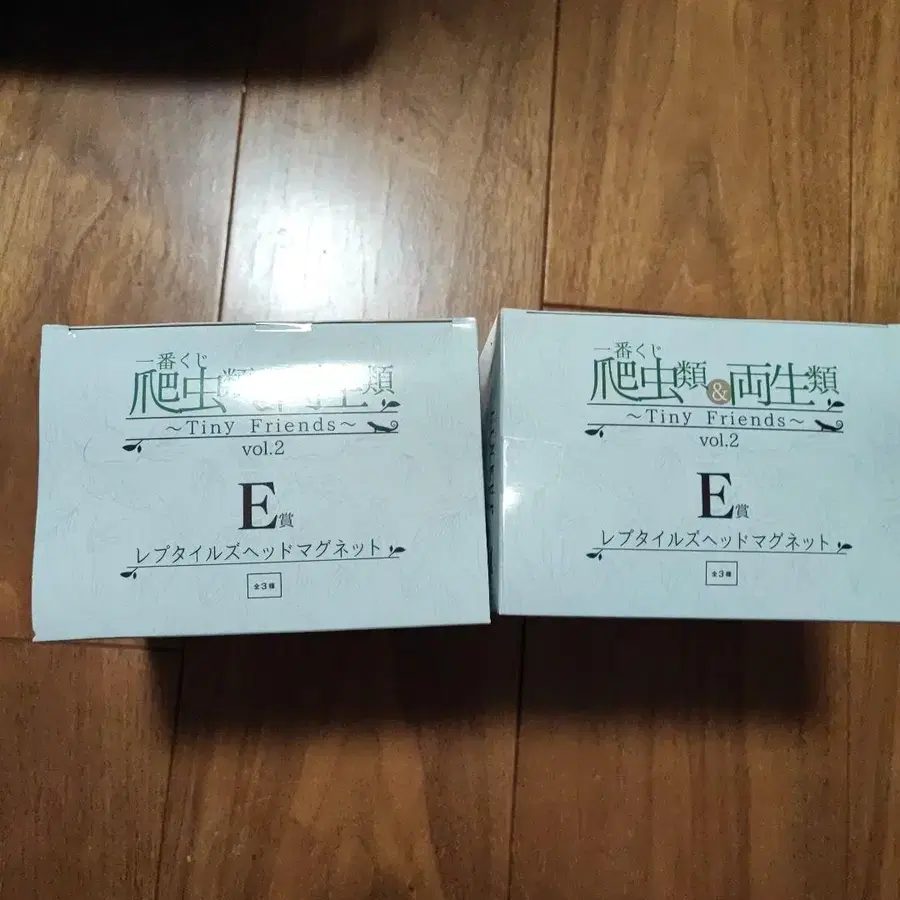 一番くじ
爬虫類 両生類
～Tiny Friends～
vol.2
E賞
レプタイルズヘッドマグネット
全3種
一番くじ
爬虫類&両生類
～Tiny Friends～
vol.2
E賞
レプタイルズヘッドマグネット
全3種